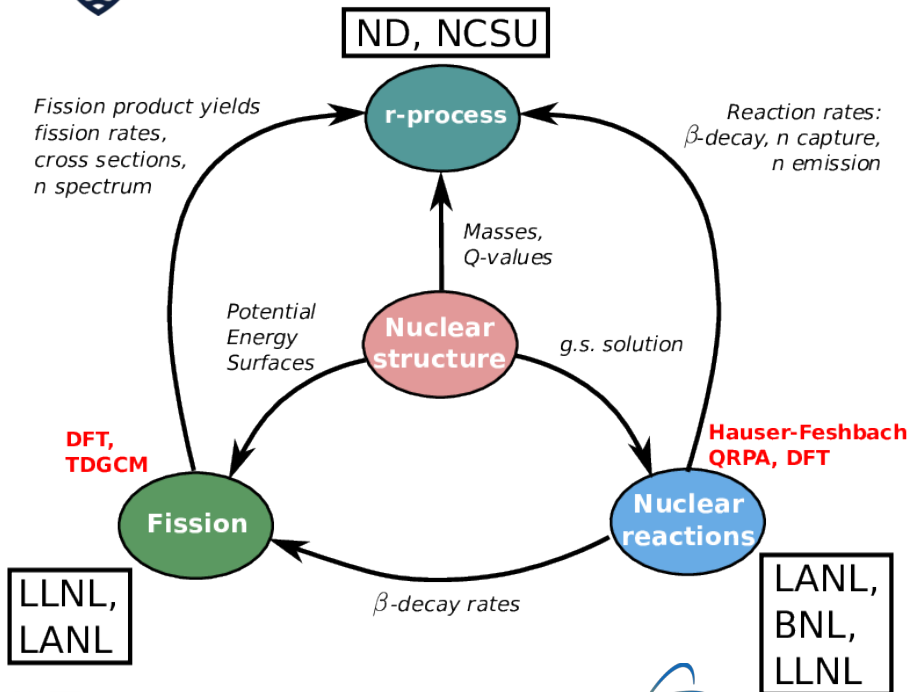 ND, NCSU
r-process
Fission product yields
fission rates,
cross sections,
n spectrum
Reaction rates:
β-decay, n capture,
n emission
Masses,
Q-values
Potential
Energy
Surfaces
Nuclear
structure
g.s. solution
DFT,
TDGCM
Hauser-Feshbach
QRPA, DFT
Fission
Nuclear
reactions
β-decay rates
LLNL,
LANL
LANL,
BNL,
LLNL